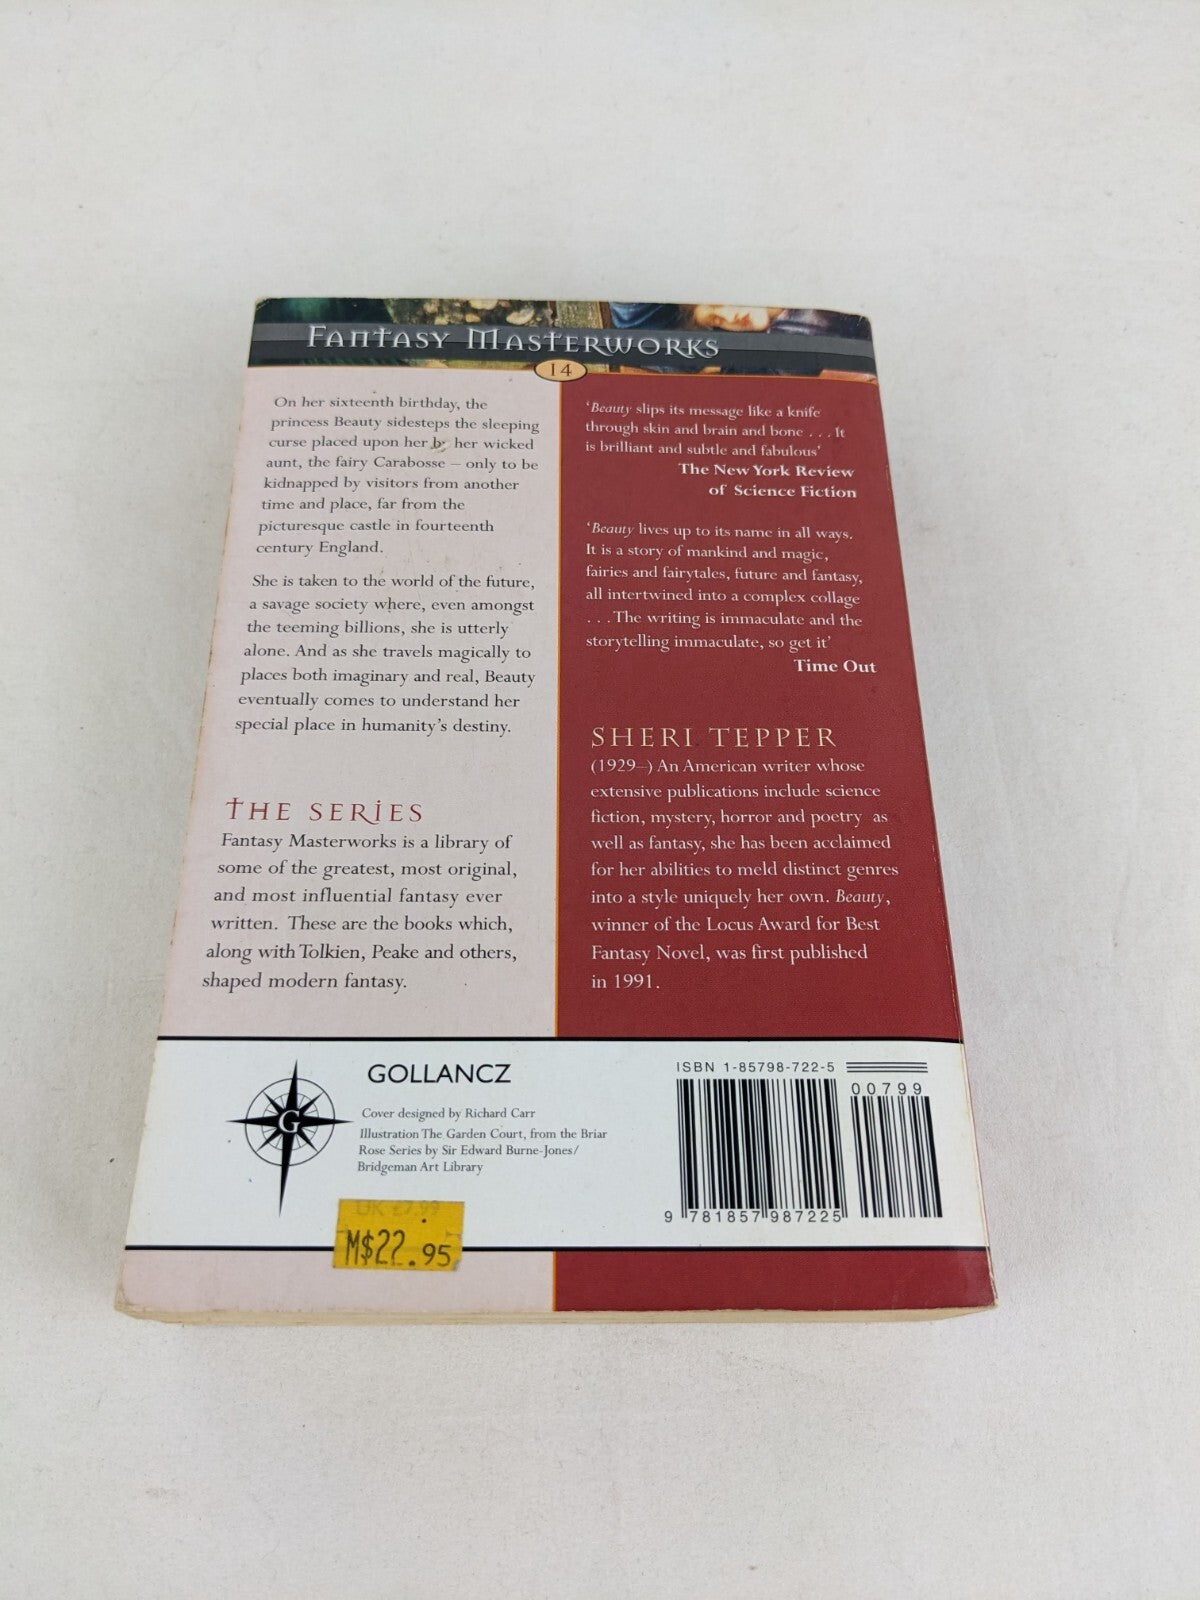 Fantasy Masterworks
14
On her sixteenth birthday, the
princess Beauty sidesteps the sleeping
curse placed upon her by her wicked
aunt, the fairy Carabosse – only to be
kidnapped by visitors from another
time and place, far from the
picturesque castle in fourteenth
century England.
She is taken to the world of the future,
a savage society where, even amongst
the teeming billions, she is utterly
alone. And as she travels magically to
places both imaginary and real, Beauty
eventually comes to understand her
special place in humanity's destiny.
THE SERIES
Fantasy Masterworks is a library of
some of the greatest, most original,
and most influential fantasy ever
written. These are the books which,
along with Tolkien, Peake and others,
shaped modern fantasy.
'Beauty slips its message like a knife
through skin and brain and bone . . . It
is brilliant and subtle and fabulous'
The New York Review
of Science Fiction
'Beauty lives up to its name in all ways.
It is a story of mankind and magic,
fairies and fairytales, future and fantasy,
all intertwined into a complex collage
. . . The writing is immaculate and the
storytelling immaculate, so get it'
Time Out
SHERI TEPPER
(1929–) An American writer whose
extensive publications include science
fiction, mystery, horror and poetry as
well as fantasy, she has been acclaimed
for her abilities to meld distinct genres
into a style uniquely her own. Beauty,
winner of the Locus Award for Best
Fantasy Novel, was first published
in 1991.
G
GOLLANCZ
Cover designed by Richard Carr
Illustration The Garden Court, from the Briar
Rose Series by Sir Edward Burne-Jones/
Bridgeman Art Library
UK £7.99
M$22.95
ISBN 1-85798-722-5
00799
9 781857 987225